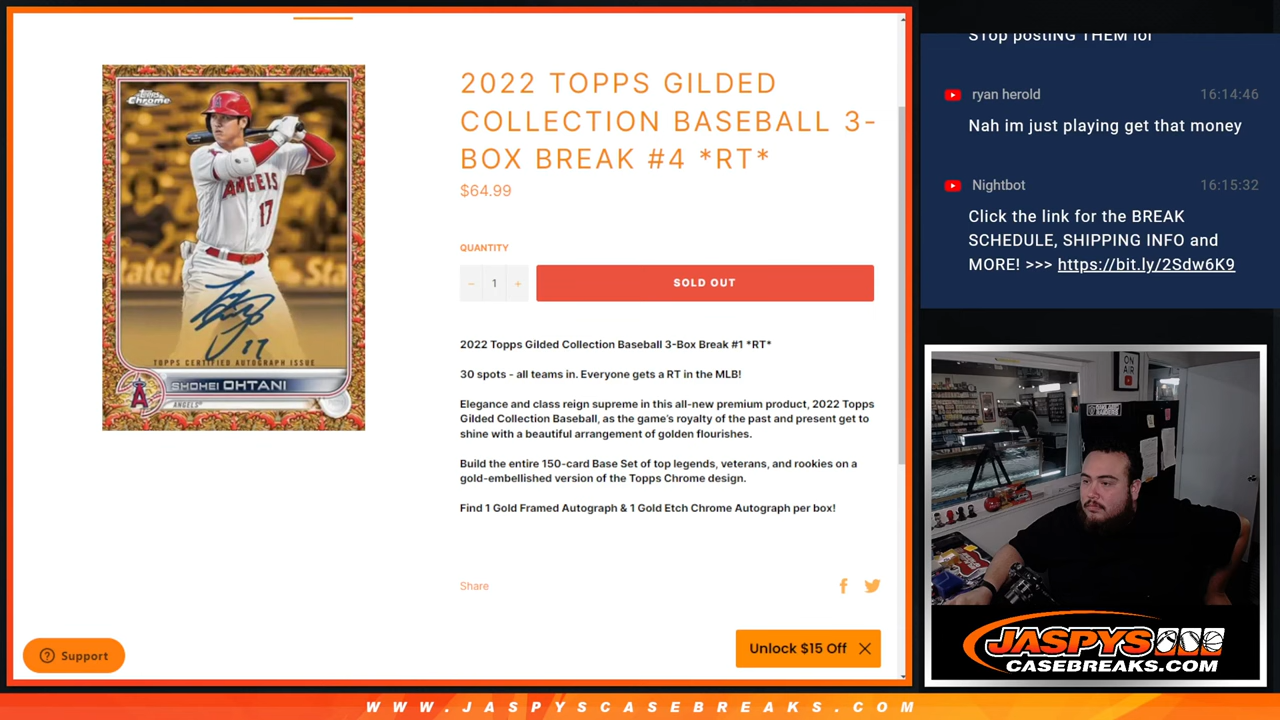 Topps
Chrome
ANGELS
17
TOPPS CERTIFIED AUTOGRAPH ISSUE
SHOHEI OHTANI
ANGELS
2022 TOPPS GILDED
COLLECTION BASEBALL 3-
BOX BREAK #4 *RT*
$64.99
QUANTITY
− 1 +
SOLD OUT
2022 Topps Gilded Collection Baseball 3-Box Break #1 *RT*
30 spots - all teams in. Everyone gets a RT in the MLB!
Elegance and class reign supreme in this all-new premium product, 2022 Topps
Gilded Collection Baseball, as the game's royalty of the past and present get to
shine with a beautiful arrangement of golden flourishes.
Build the entire 150-card Base Set of top legends, veterans, and rookies on a
gold-embellished version of the Topps Chrome design.
Find 1 Gold Framed Autograph & 1 Gold Etch Chrome Autograph per box!
Share
Support
Unlock $15 Off
STop postiNG THEM lol
ryan herold 16:14:46
Nah im just playing get that money
Nightbot 16:15:32
Click the link for the BREAK
SCHEDULE, SHIPPING INFO and
MORE! >>> https://bit.ly/2Sdw6K9
ON
AIR
JASPYS
CASEBREAKS.COM
WWW.JASPYSCASEBREAKS.COM